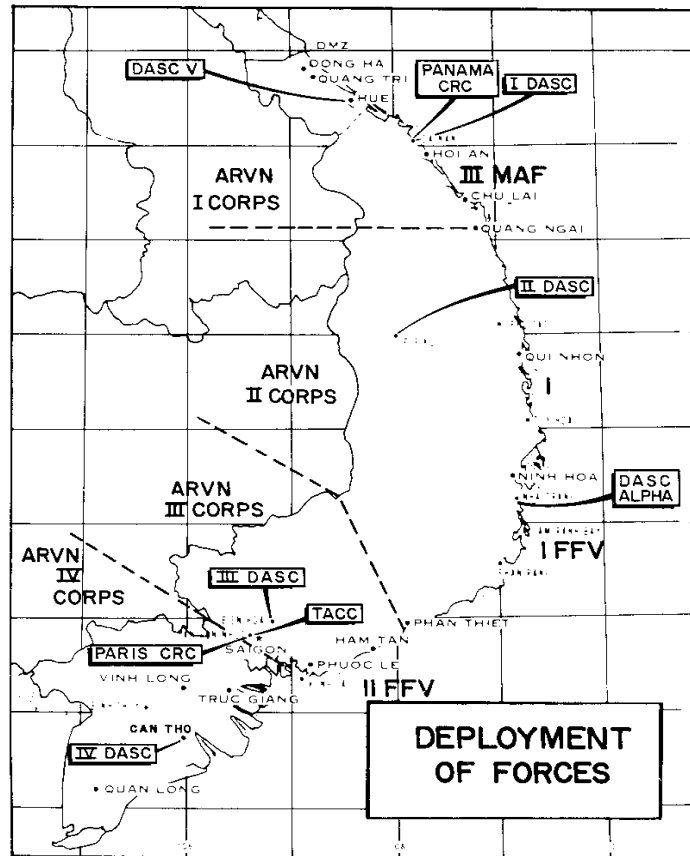 DMZ
DONG HA
DASC V
QUANG TRI
PANAMA
CRC
I DASC
HUE
HOI AN
ARVN
I CORPS
III MAF
CHU LAI
QUANG NGAI
II DASC
QUI NHON
ARVN
II CORPS
I
NINH HOA
DASC
ALPHA
ARVN
III CORPS
ARVN
IV
CORPS
I FFV
III DASC
TACC
PHAN THIET
HAM TAN
PARIS CRC
SAIGON
PHUOC LE
VINH LONG
II FFV
TRUC GIANG
CAN THO
IV DASC
QUAN LONG
DEPLOYMENT
OF FORCES